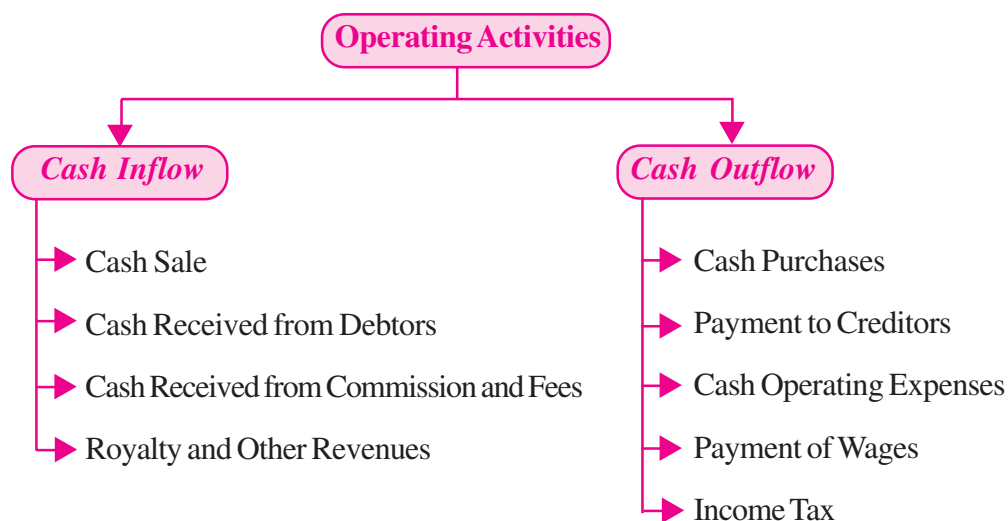 Operating Activities
Cash Inflow
Cash Sale
Cash Received from Debtors
Cash Received from Commission and Fees
Royalty and Other Revenues
Cash Outflow
Cash Purchases
Payment to Creditors
Cash Operating Expenses
Payment of Wages
Income Tax